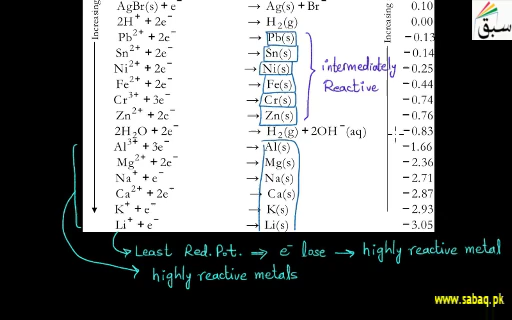 AgBr(s) + e⁻ → Ag(s) + Br⁻ 0.10
2H⁺ + 2e⁻ → H₂(g) 0.00
Pb²⁺ + 2e⁻ → Pb(s) −0.13
Sn²⁺ + 2e⁻ → Sn(s) −0.14
Ni²⁺ + 2e⁻ → Ni(s) −0.25
Fe²⁺ + 2e⁻ → Fe(s) −0.44
Cr³⁺ + 3e⁻ → Cr(s) −0.74
Zn²⁺ + 2e⁻ → Zn(s) −0.76
2H₂O + 2e⁻ → H₂(g) + 2OH⁻(aq) −0.83
Al³⁺ + 3e⁻ → Al(s) −1.66
Mg²⁺ + 2e⁻ → Mg(s) −2.36
Na⁺ + e⁻ → Na(s) −2.71
Ca²⁺ + 2e⁻ → Ca(s) −2.87
K⁺ + e⁻ → K(s) −2.93
Li⁺ + e⁻ → Li(s) −3.05
Increasing
Increasing
intermediately
Reactive
سبق
Least Red. Pot. ⇒ e⁻ lose → highly reactive metal
highly reactive metals
www.sabaq.pk